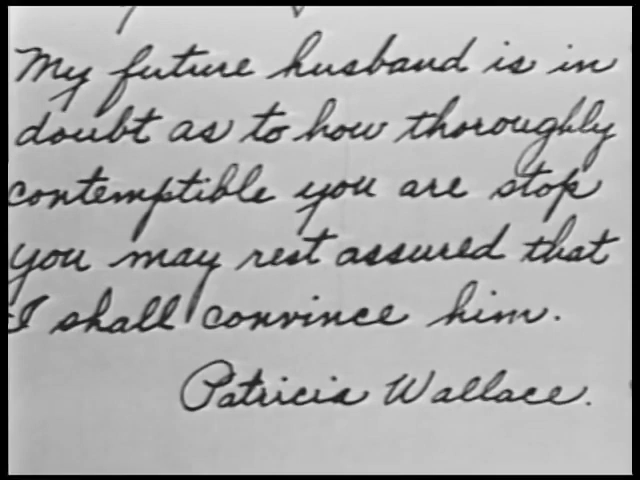 My future husband is in
doubt as to how thoroughly
contemptible you are stop
you may rest assured that
I shall convince him.
Patricia Wallace.